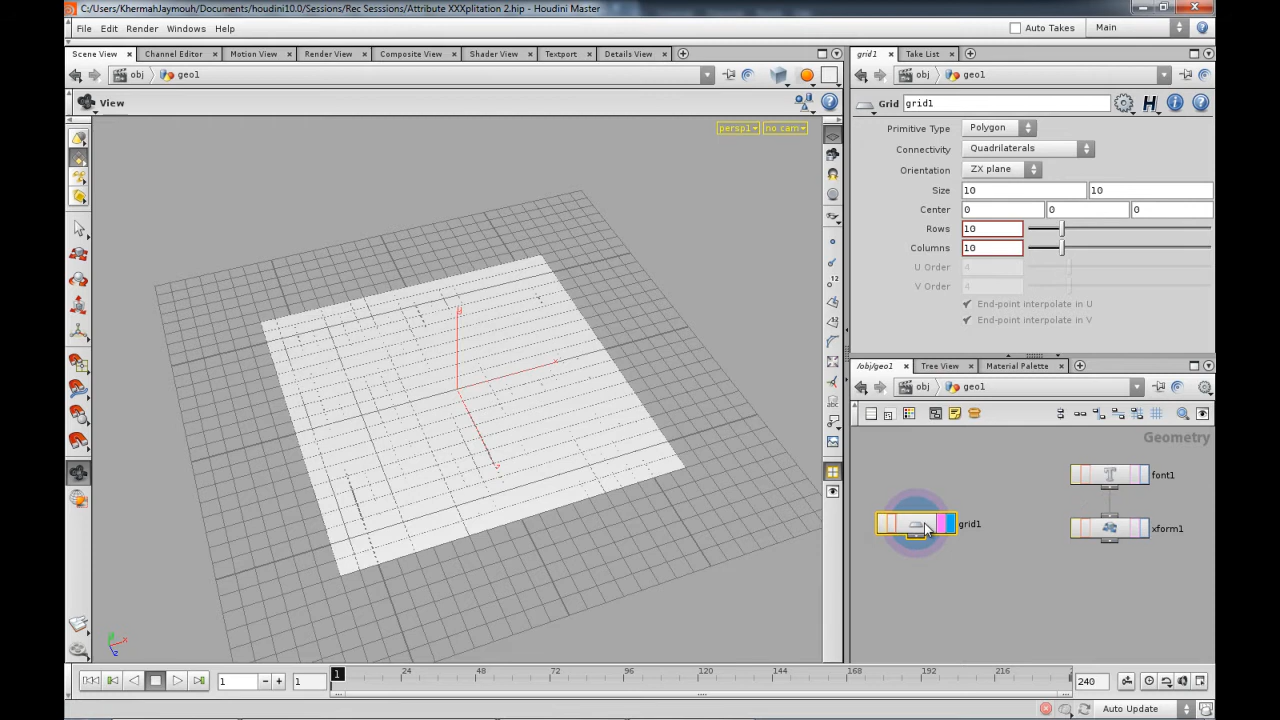 C:/Users/KhermahJaymouh/Documents/houdini10.0/Sessions/Rec Sesssions/Attribute XXXplitation 2.hip - Houdini Master
File Edit Render Windows Help
Auto Takes Main
Scene View Channel Editor Motion View Render View Composite View Shader View Textport Details View
grid1 Take List
obj geo1
obj geo1
View
Grid grid1
persp1 no cam
Primitive Type Polygon
Connectivity Quadrilaterals
Orientation ZX plane
Size 10 10
Center 0 0 0
Rows 10
Columns 10
U Order 4
V Order 4
End-point interpolate in U
End-point interpolate in V
/obj/geo1 Tree View Material Palette
obj geo1
Geometry
font1
grid1
xform1
1 1 1 24 48 72 96 120 144 168 192 216 240
Auto Update